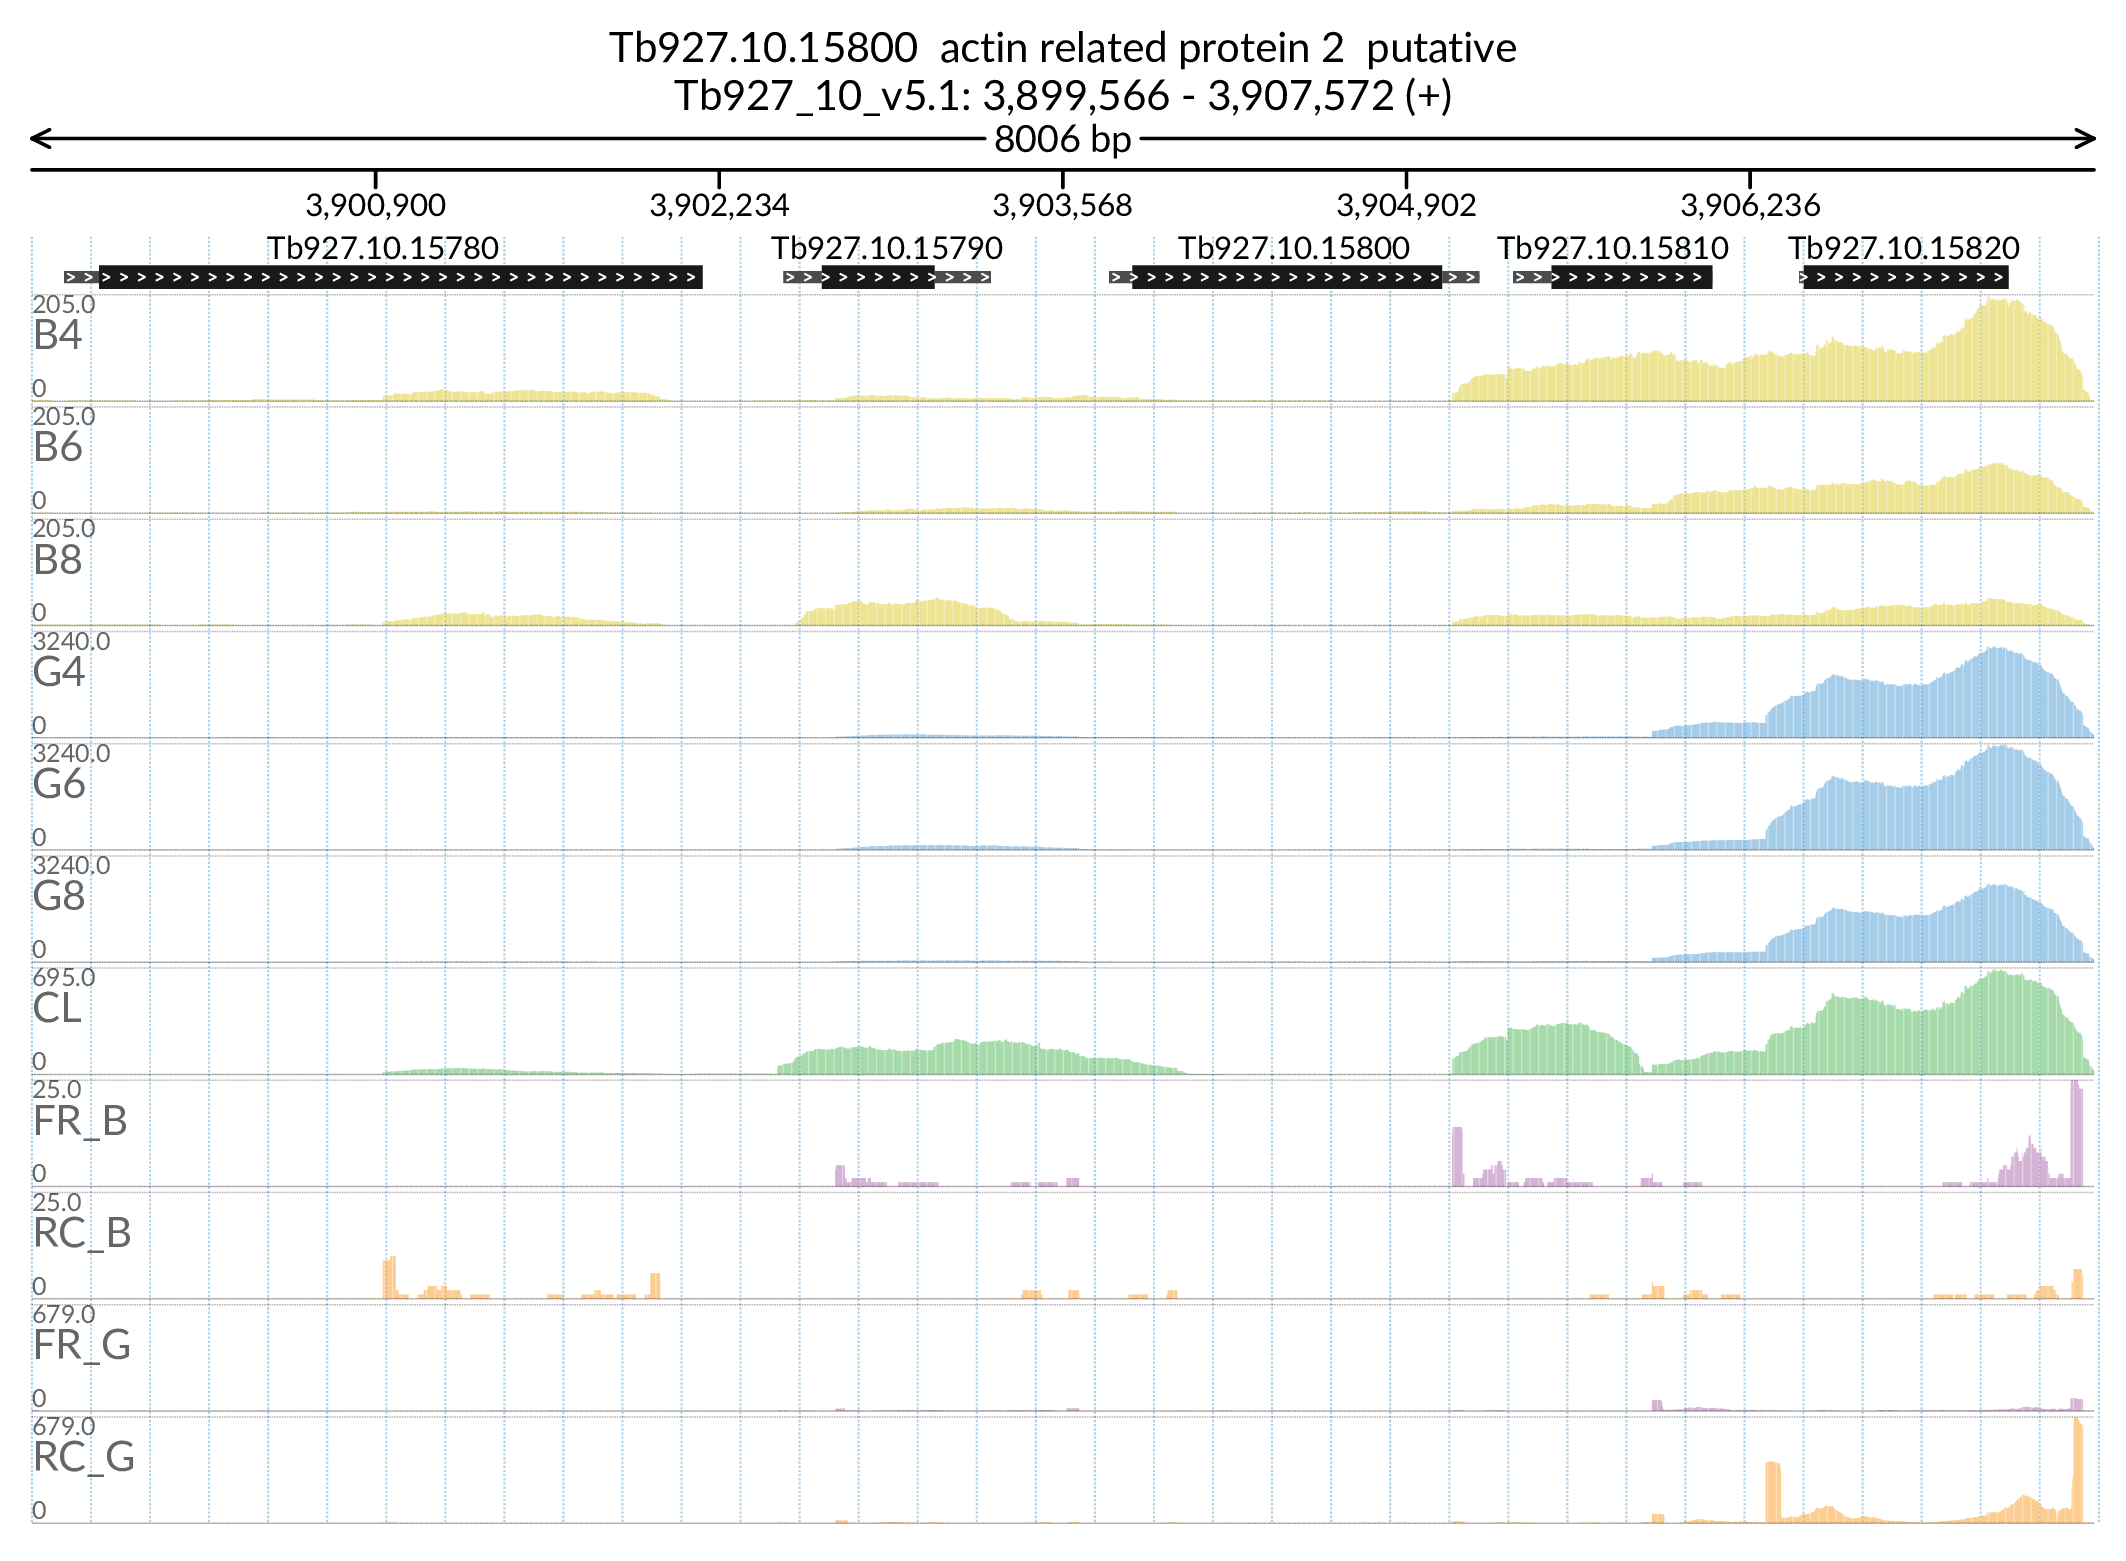 Tb927.10.15800 actin related protein 2 putative
Tb927_10_v5.1: 3,899,566 - 3,907,572 (+)
8006 bp
3,900,900 3,902,234 3,903,568 3,904,902 3,906,236
Tb927.10.15780 Tb927.10.15790 Tb927.10.15800 Tb927.10.15810 Tb927.10.15820
205.0
B4
0
205.0
B6
0
205.0
B8
0
3240.0
G4
0
3240.0
G6
0
3240.0
G8
0
695.0
CL
0
25.0
FR_B
0
25.0
RC_B
0
679.0
FR_G
0
679.0
RC_G
0